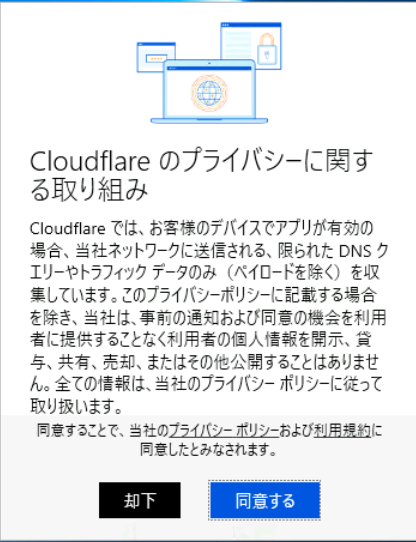 Cloudflare のプライバシーに関す
る取り組み
Cloudflare では、お客様のデバイスでアプリが有効の
場合、当社ネットワークに送信される、限られた DNS ク
エリーやトラフィック データのみ（ペイロードを除く）を収
集しています。このプライバシーポリシーに記載する場合
を除き、当社は、事前の通知および同意の機会を利用
者に提供することなく利用者の個人情報を開示、貸
与、共有、売却、またはその他公開することはありませ
ん。全ての情報は、当社のプライバシー ポリシーに従って
取り扱います。
同意することで、当社のプライバシー ポリシーおよび利用規約に
同意したとみなされます。
却下
同意する